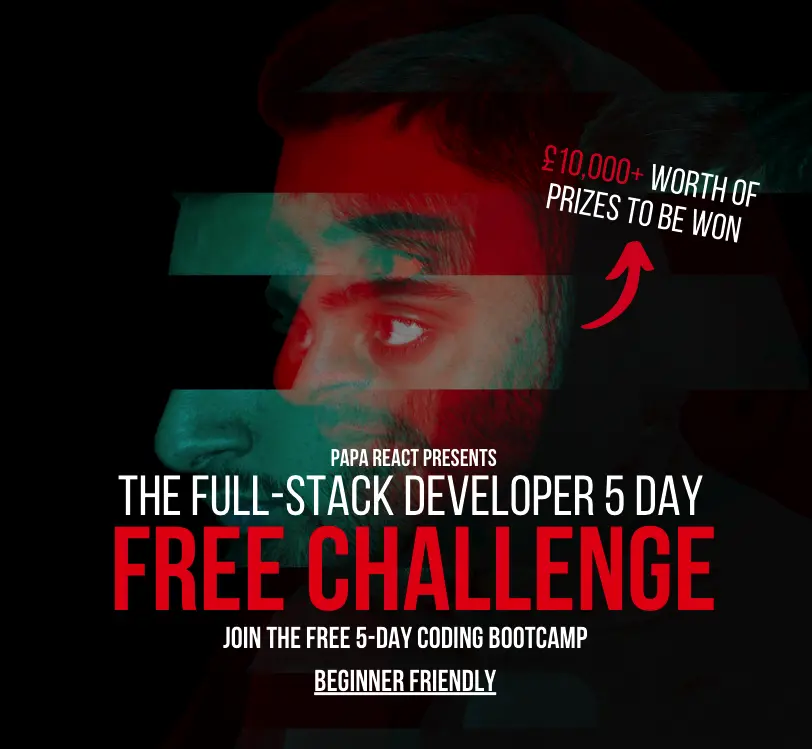 £10,000+ WORTH OF
PRIZES TO BE WON
PAPA REACT PRESENTS
THE FULL-STACK DEVELOPER 5 DAY
FREE CHALLENGE
JOIN THE FREE 5-DAY CODING BOOTCAMP
BEGINNER FRIENDLY